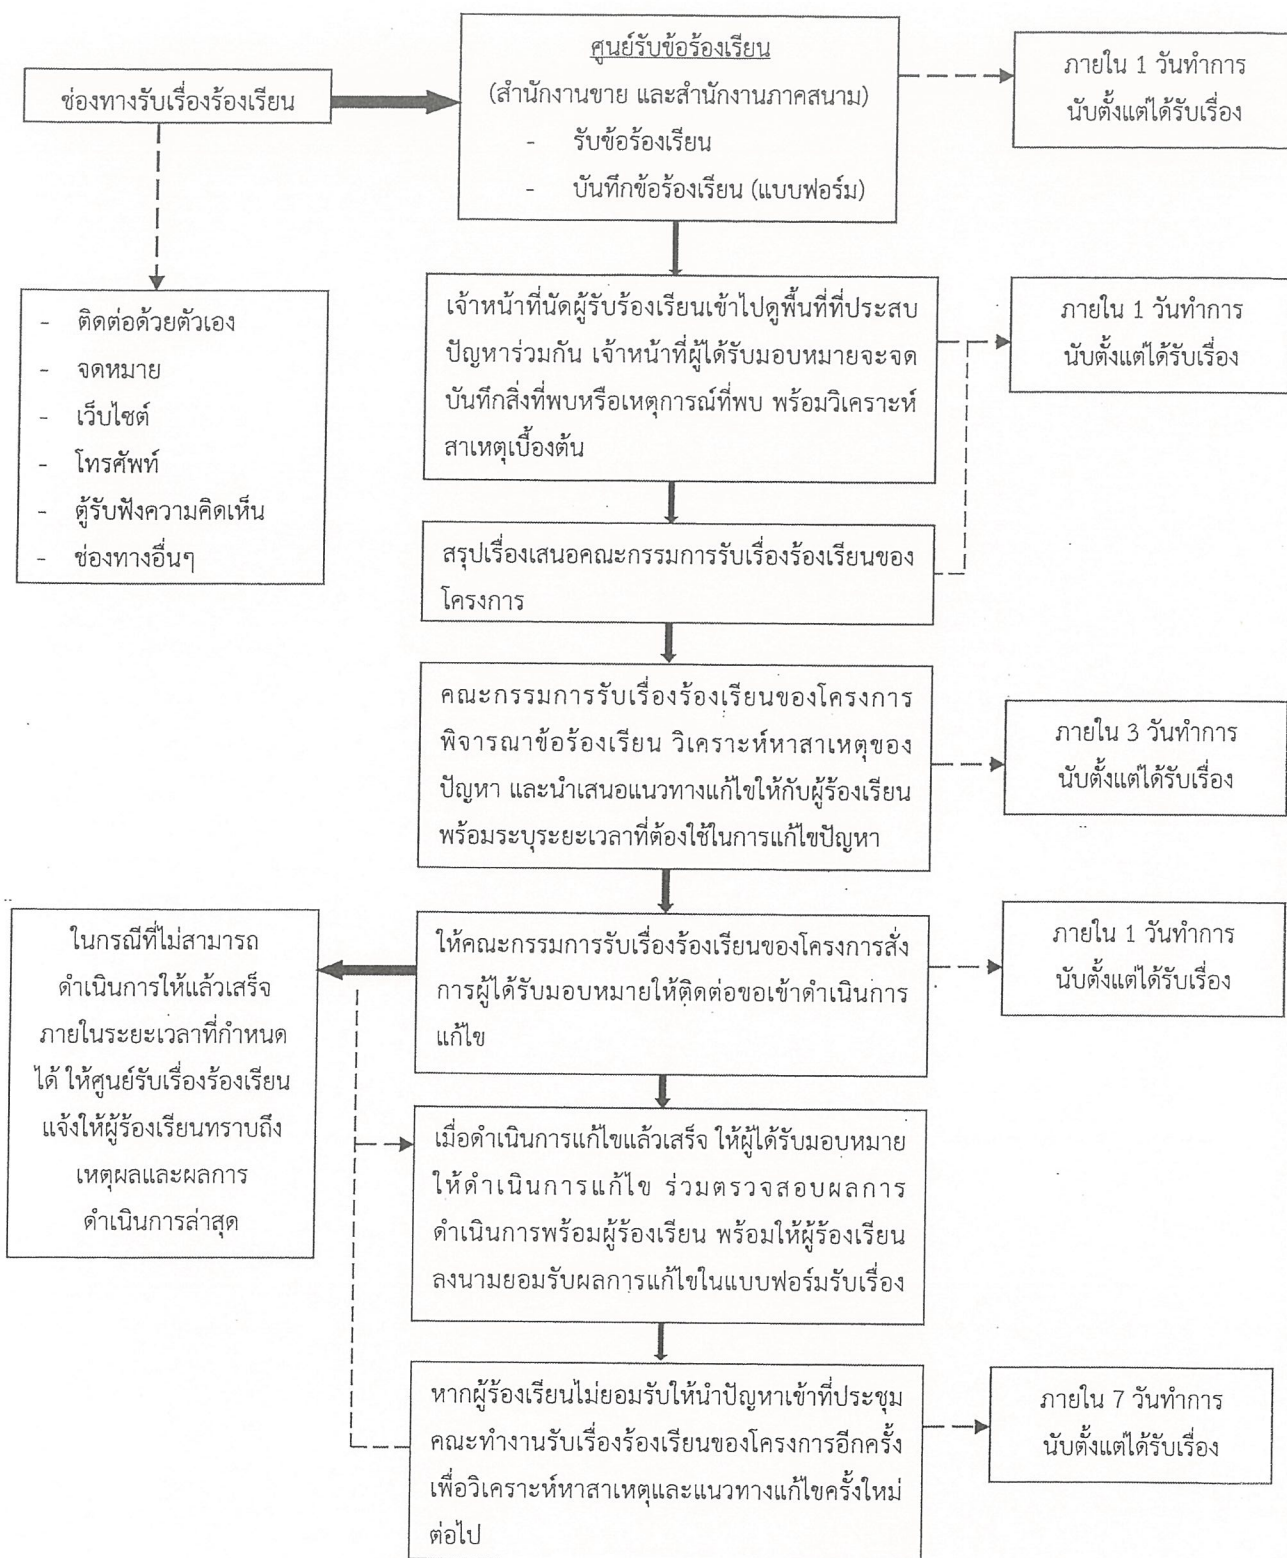 ช่องทางรับเรื่องร้องเรียน
ศูนย์รับข้อร้องเรียน
(สำนักงานขาย และสำนักงานภาคสนาม)
- รับข้อร้องเรียน
- บันทึกข้อร้องเรียน (แบบฟอร์ม)
ภายใน 1 วันทำการ
นับตั้งแต่ได้รับเรื่อง
- ติดต่อด้วยตัวเอง
- จดหมาย
- เว็บไซต์
- โทรศัพท์
- ตู้รับฟังความคิดเห็น
- ช่องทางอื่นๆ
เจ้าหน้าที่นัดผู้รับร้องเรียนเข้าไปดูพื้นที่ที่ประสบ
ปัญหาร่วมกัน เจ้าหน้าที่ผู้ได้รับมอบหมายจะจด
บันทึกสิ่งที่พบหรือเหตุการณ์ที่พบ พร้อมวิเคราะห์
สาเหตุเบื้องต้น
ภายใน 1 วันทำการ
นับตั้งแต่ได้รับเรื่อง
สรุปเรื่องเสนอคณะกรรมการรับเรื่องร้องเรียนของ
โครงการ
คณะกรรมการรับเรื่องร้องเรียนของโครงการ
พิจารณาข้อร้องเรียน วิเคราะห์หาสาเหตุของ
ปัญหา และนำเสนอแนวทางแก้ไขให้กับผู้ร้องเรียน
พร้อมระบุระยะเวลาที่ต้องใช้ในการแก้ไขปัญหา
ภายใน 3 วันทำการ
นับตั้งแต่ได้รับเรื่อง
ให้คณะกรรมการรับเรื่องร้องเรียนของโครงการสั่ง
การผู้ได้รับมอบหมายให้ติดต่อขอเข้าดำเนินการ
แก้ไข
ภายใน 1 วันทำการ
นับตั้งแต่ได้รับเรื่อง
ในกรณีที่ไม่สามารถ
ดำเนินการให้แล้วเสร็จ
ภายในระยะเวลาที่กำหนด
ได้ ให้ศูนย์รับเรื่องร้องเรียน
แจ้งให้ผู้ร้องเรียนทราบถึง
เหตุผลและผลการ
ดำเนินการล่าสุด
เมื่อดำเนินการแก้ไขแล้วเสร็จ ให้ผู้ได้รับมอบหมาย
ให้ดำเนินการแก้ไข ร่วมตรวจสอบผลการ
ดำเนินการพร้อมผู้ร้องเรียน พร้อมให้ผู้ร้องเรียน
ลงนามยอมรับผลการแก้ไขในแบบฟอร์มรับเรื่อง
หากผู้ร้องเรียนไม่ยอมรับให้นำปัญหาเข้าที่ประชุม
คณะทำงานรับเรื่องร้องเรียนของโครงการอีกครั้ง
เพื่อวิเคราะห์หาสาเหตุและแนวทางแก้ไขครั้งใหม่
ต่อไป
ภายใน 7 วันทำการ
นับตั้งแต่ได้รับเรื่อง